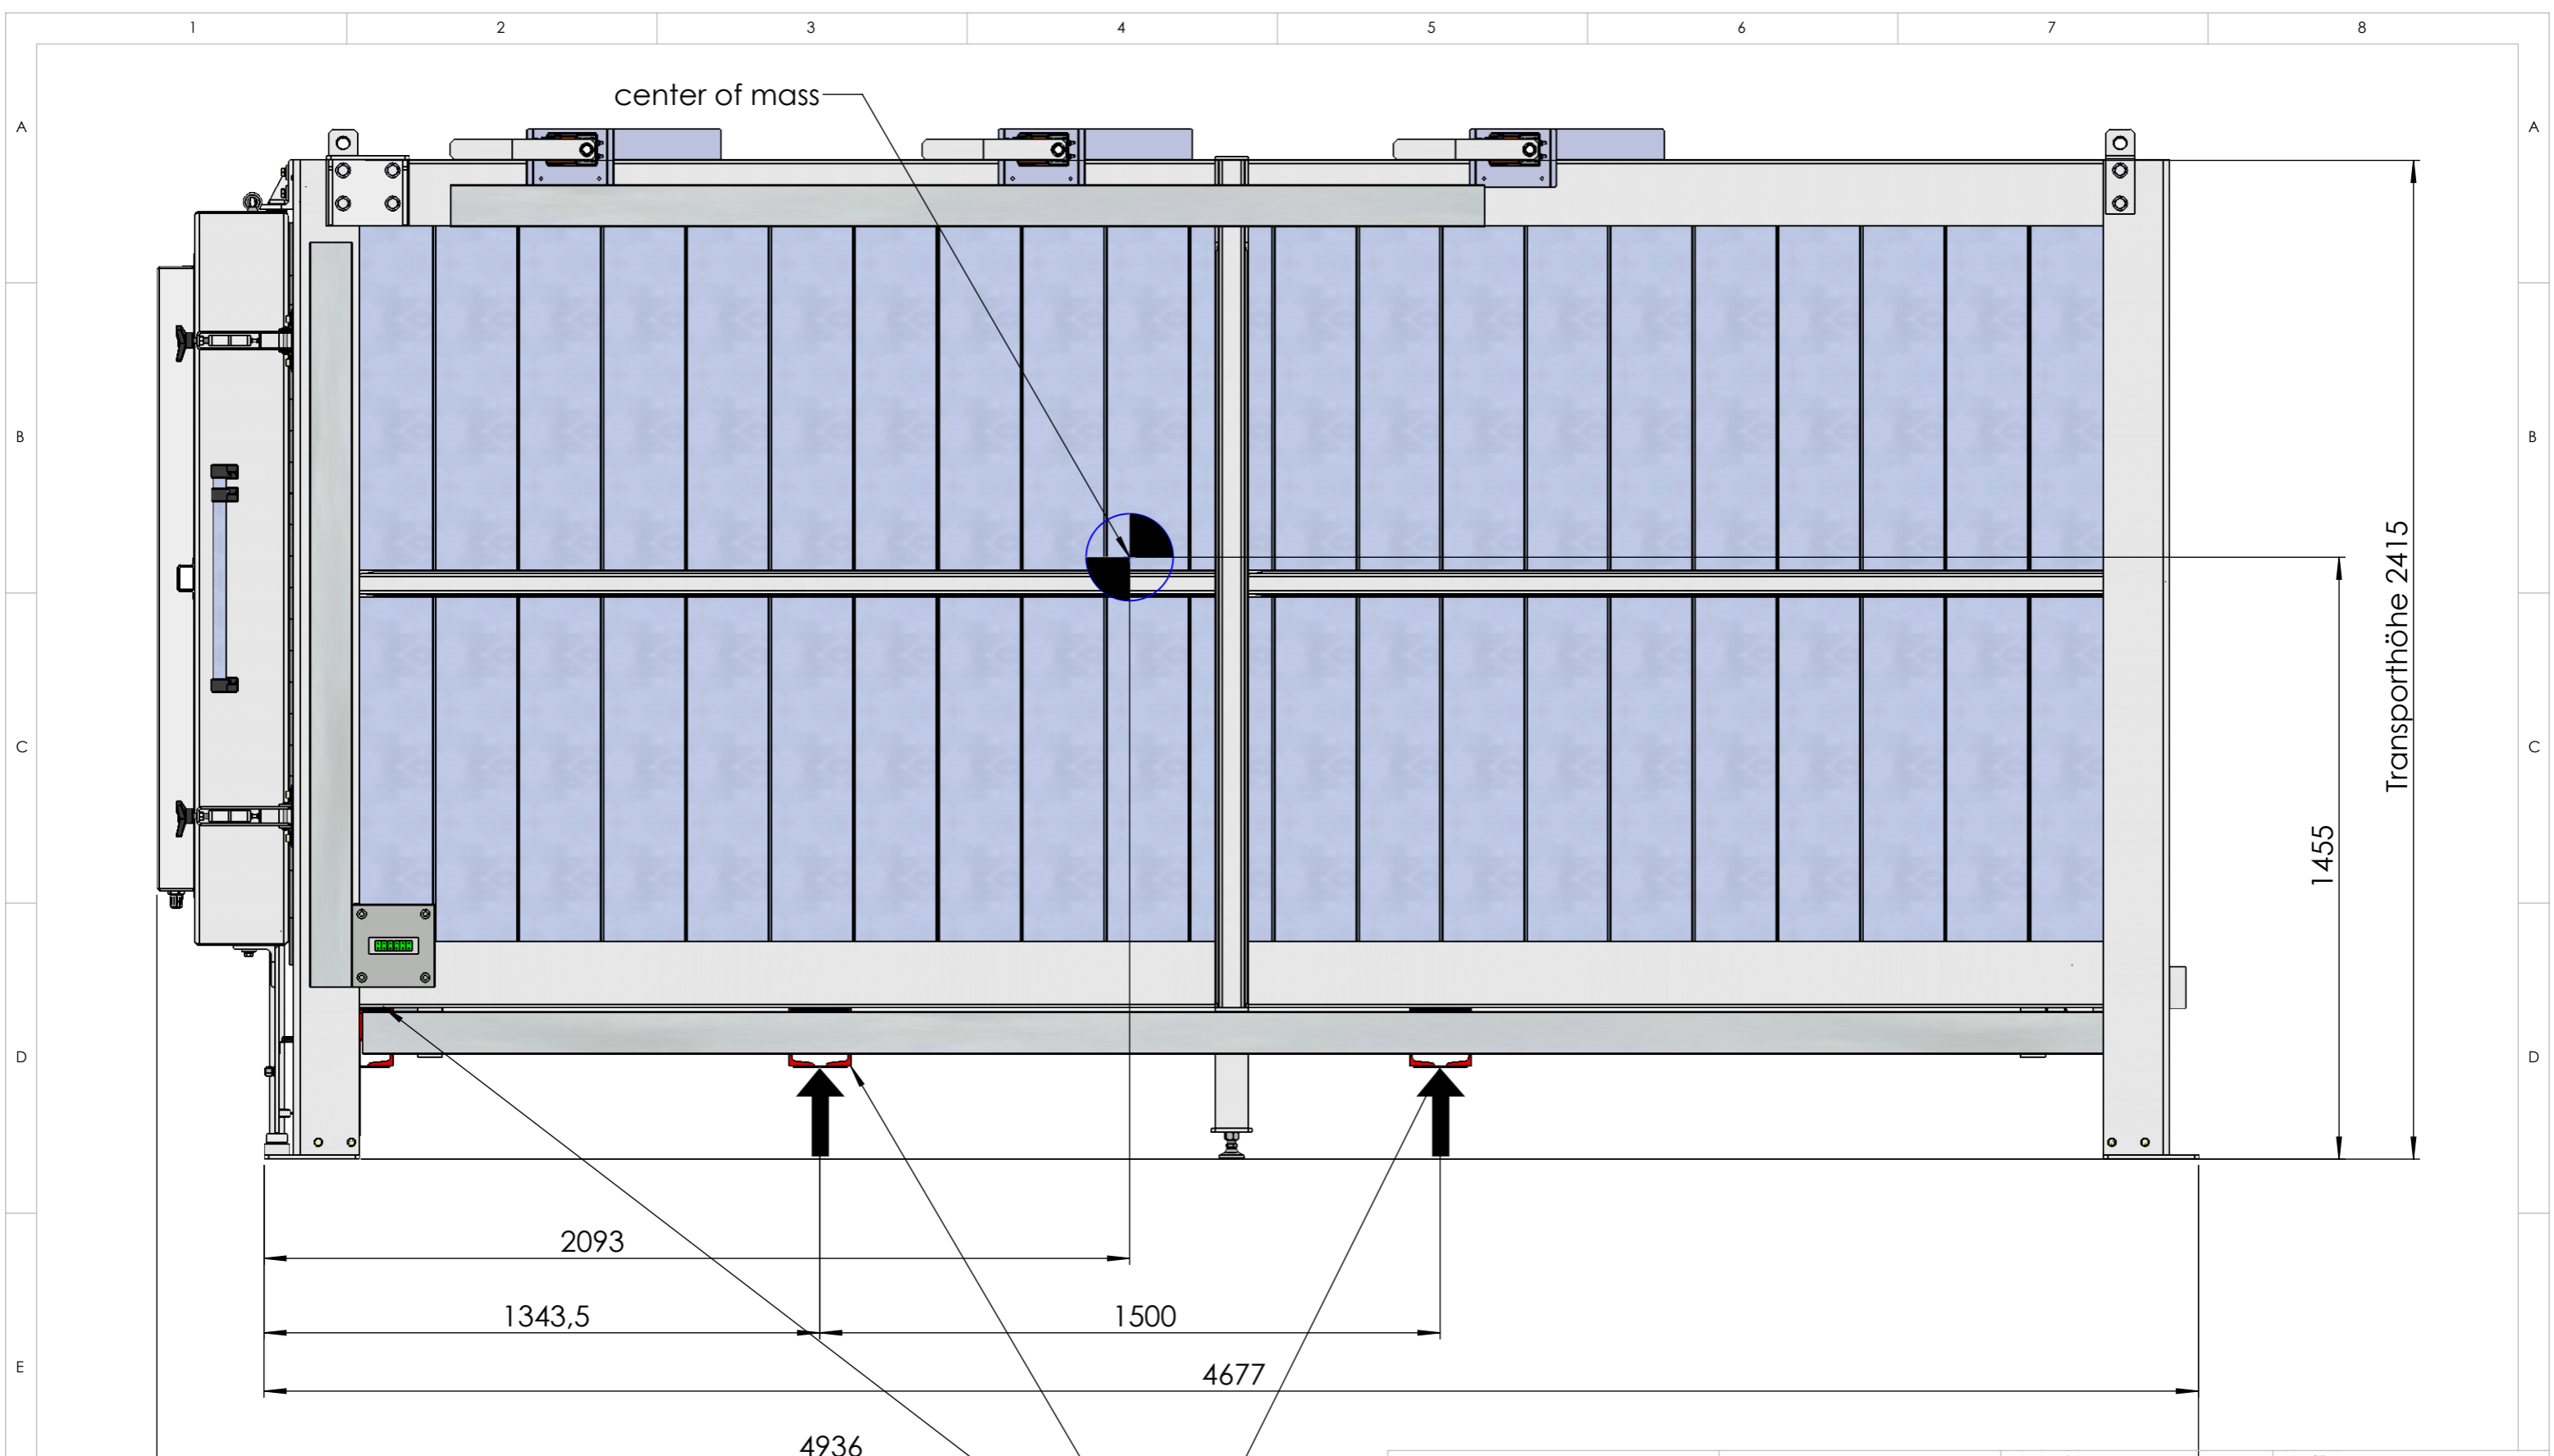 1 2 3 4 5 6 7 8
A A
center of mass
B B
Transporthöhe 2415
C C
1455
D D
2093
1343,5 1500
E
4677
4936